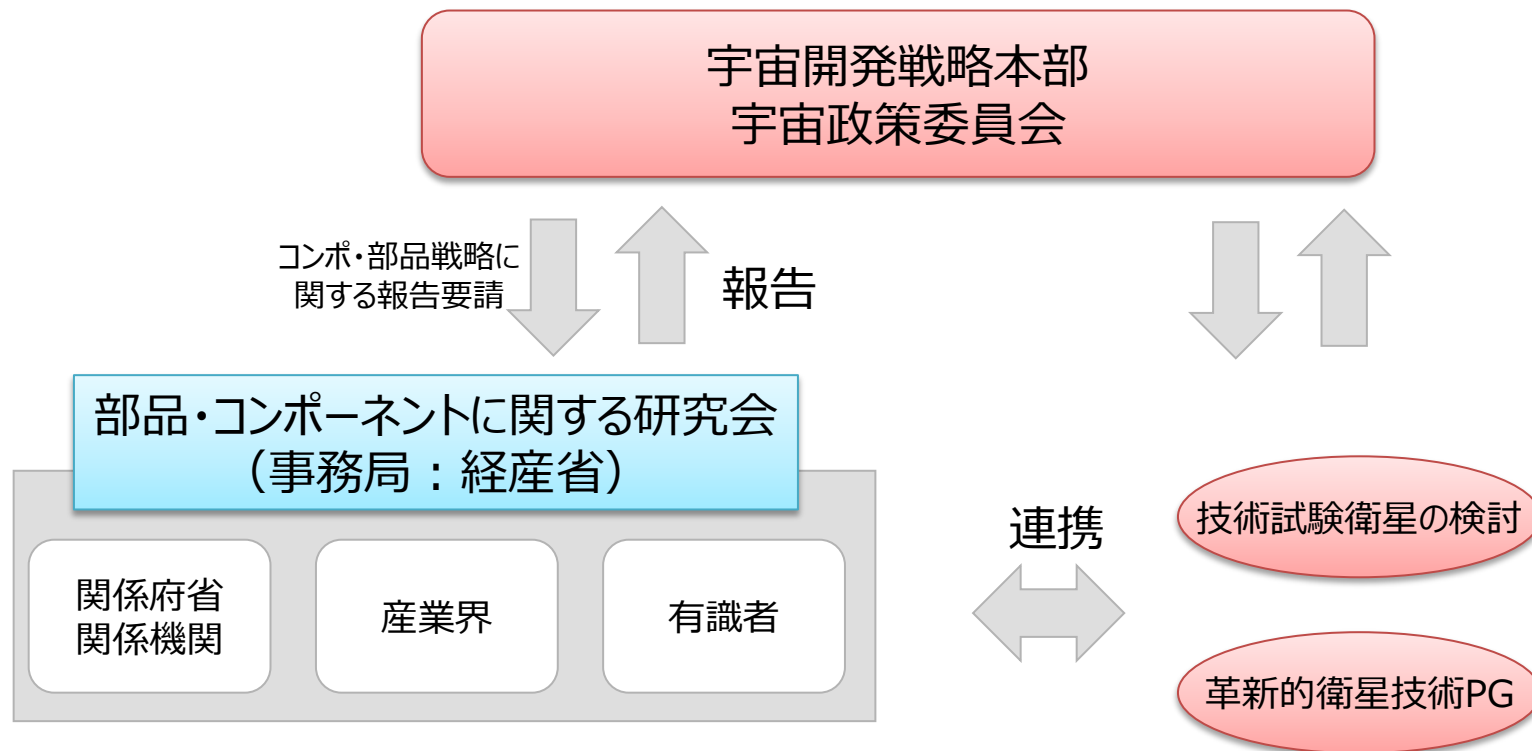 宇宙開発戦略本部
宇宙政策委員会
コンポ・部品戦略に
関する報告要請
報告
部品・コンポーネントに関する研究会
（事務局：経産省）
関係府省
関係機関
産業界
有識者
連携
技術試験衛星の検討
革新的衛星技術PG